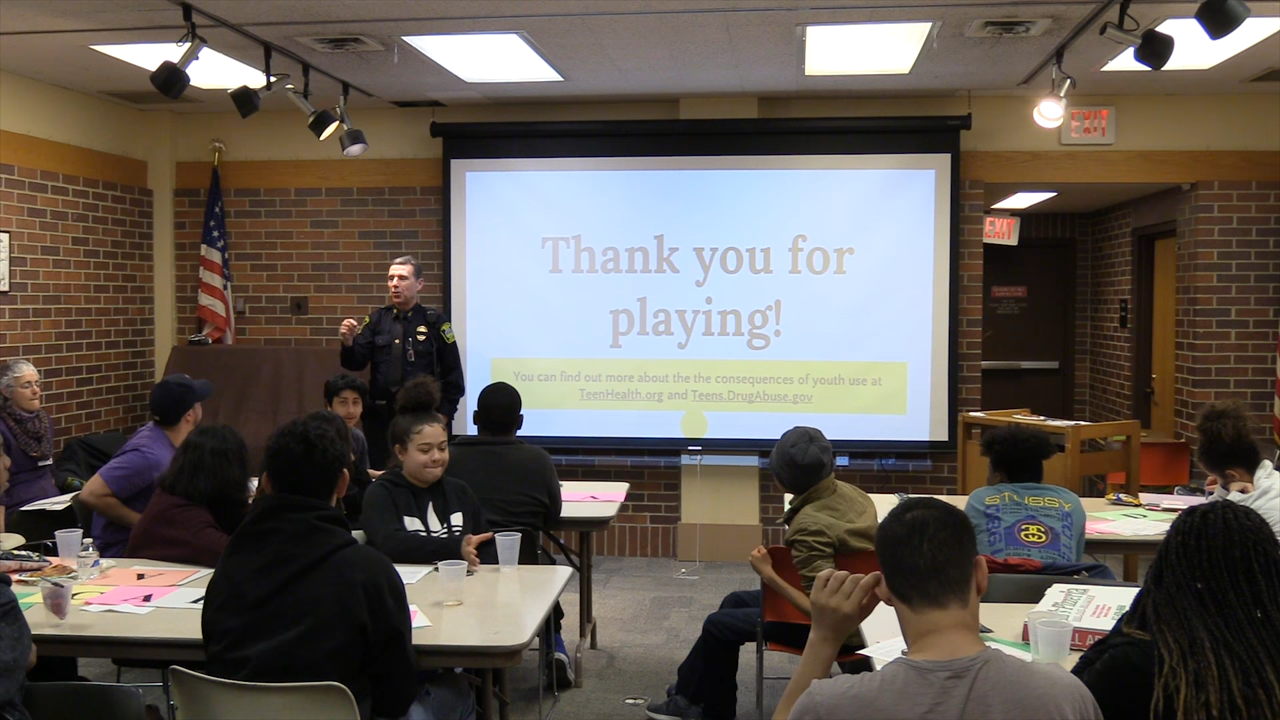 EXIT
EXIT
Thank you for
playing!
You can find out more about the the consequences of youth use at
TeenHealth.org and Teens.DrugAbuse.gov
STUSSY